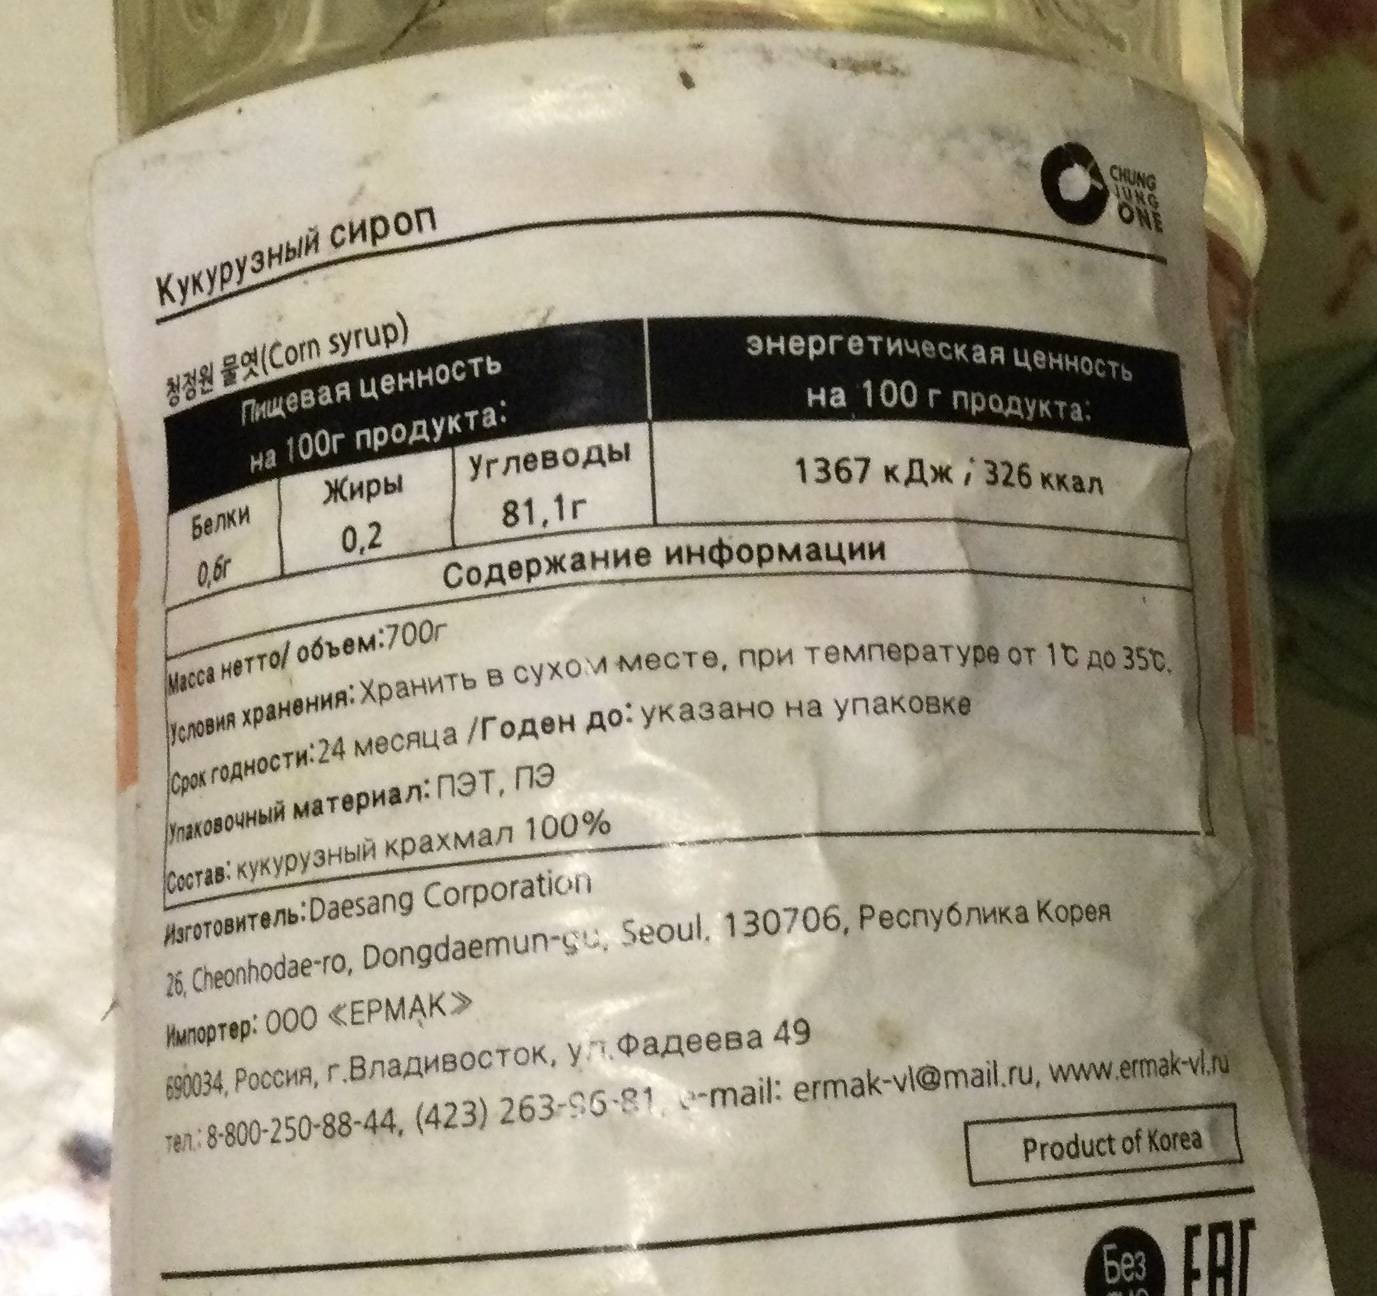 CHUNG
JUNG
ONE
Кукурузный сироп
청정원 물엿(Corn syrup)
Пищевая ценность
на 100г продукта:
энергетическая ценность
на 100 г продукта:
Белки
Жиры
Углеводы
0,6г
0,2
81,1г
1367 кДж ; 326 ккал
Содержание информации
Масса нетто/ объем:700г
Условия хранения: Хранить в сухом месте, при температуре от 1℃ до 35℃.
Срок годности:24 месяца /Годен до: указано на упаковке
Упаковочный материал: ПЭТ, ПЭ
Состав: кукурузный крахмал 100%
Изготовитель:Daesang Corporation
26, Cheonhodae-ro, Dongdaemun-gu, Seoul, 130706, Республика Корея
Импортер: ООО «ЕРМАК»
690034, Россия, г.Владивосток, ул.Фадеева 49
тел.: 8-800-250-88-44, (423) 263-96-81, e-mail: ermak-vl@mail.ru, www.ermak-vl.ru
Product of Korea
Без
EAC